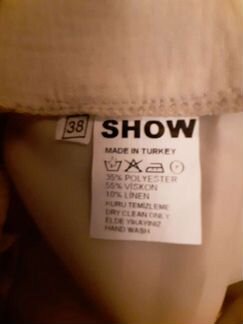 38
SHOW
MADE IN TURKEY
35% POLYESTER
55% VISKON
10% LINEN
KURU TEMIZLEME
DRY CLEAN ONLY
ELDE YIKAYINIZ
HAND WASH